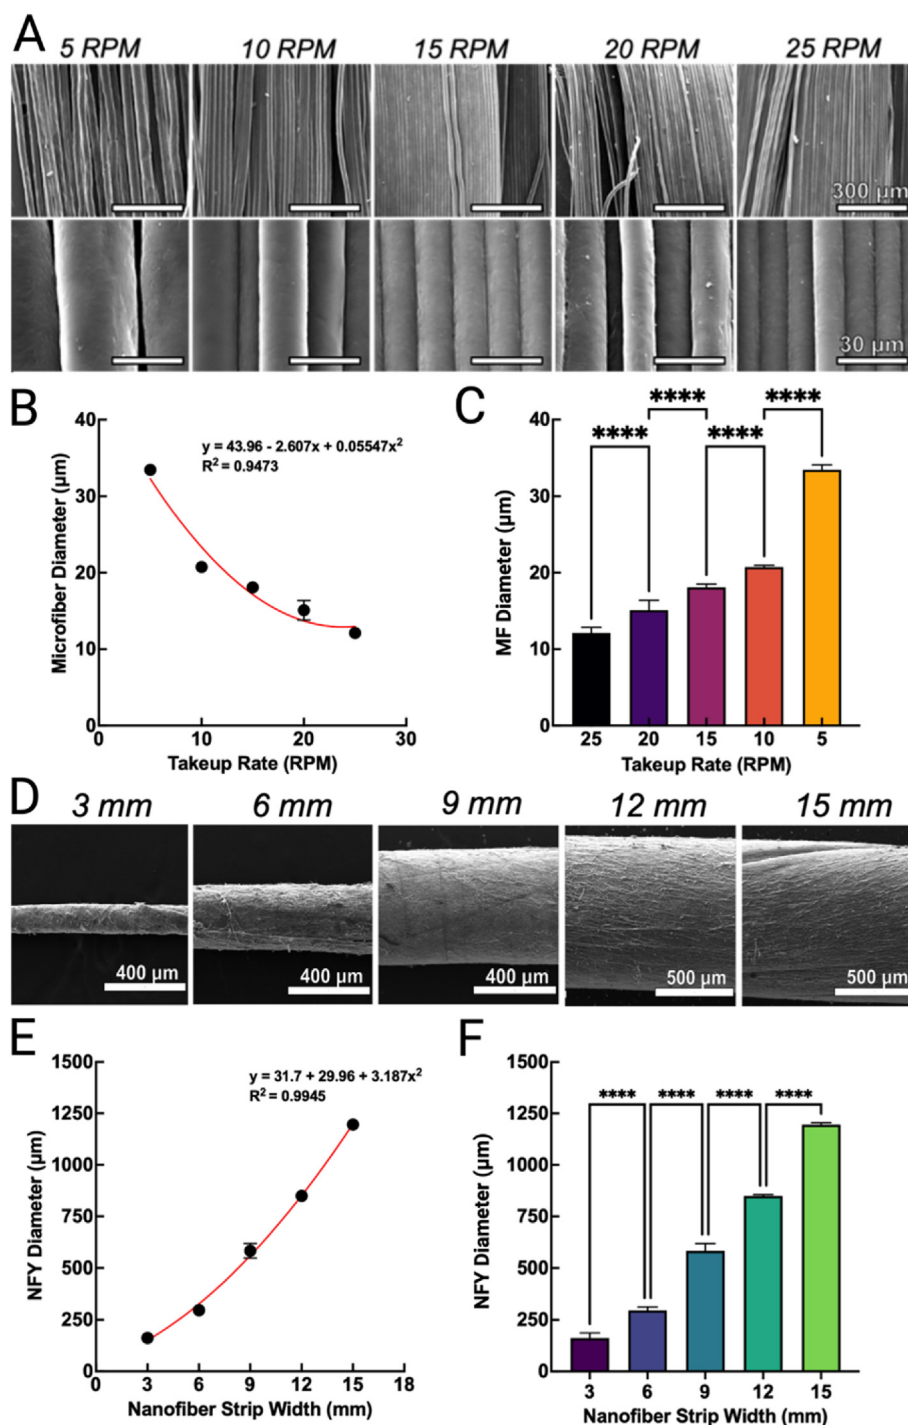 A
5 RPM 10 RPM 15 RPM 20 RPM 25 RPM
300 µm
30 µm
B
40
30
20
10
0
Microfiber Diameter (µm)
y = 43.96 - 2.607x + 0.05547x²
R² = 0.9473
0 10 20 30
Takeup Rate (RPM)
C
40
30
20
10
0
MF Diameter (µm)
**** ****
**** ****
25 20 15 10 5
Takeup Rate (RPM)
D
3 mm 6 mm 9 mm 12 mm 15 mm
400 µm 400 µm 400 µm 500 µm 500 µm
E
1500
1250
1000
750
500
250
0
NFY Diameter (µm)
y = 31.7 + 29.96 + 3.187x²
R² = 0.9945
0 3 6 9 12 15 18
Nanofiber Strip Width (mm)
F
1500
1250
1000
750
500
250
0
NFY Diameter (µm)
**** **** **** ****
3 6 9 12 15
Nanofiber Strip Width (mm)